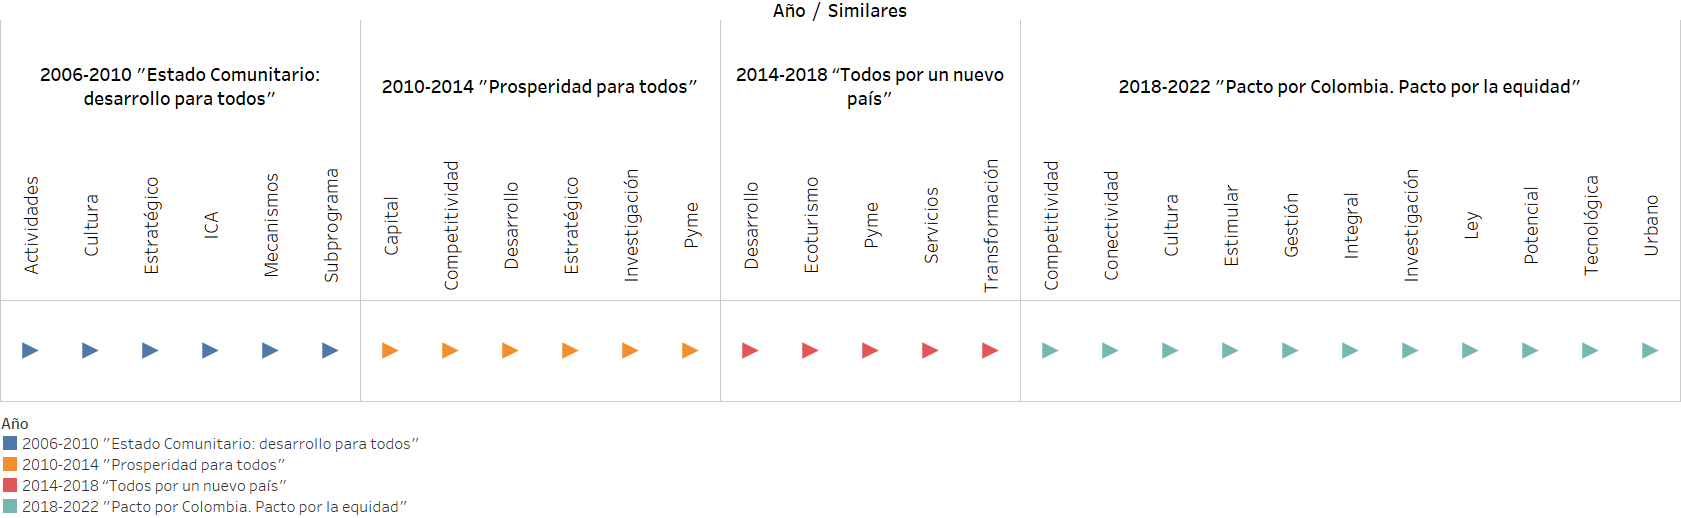 Año / Similares
2006-2010 ”Estado Comunitario:
desarrollo para todos”
2010-2014 ”Prosperidad para todos”
2014-2018 “Todos por un nuevo
país”
2018-2022 ”Pacto por Colombia. Pacto por la equidad”
Actividades
Cultura
Estratégico
ICA
Mecanismos
Subprograma
Capital
Competitividad
Desarrollo
Estratégico
Investigación
Pyme
Desarrollo
Ecoturismo
Pyme
Servicios
Transformación
Competitividad
Conectividad
Cultura
Estimular
Gestión
Integral
Investigación
Ley
Potencial
Tecnológica
Urbano
Año
2006-2010 ”Estado Comunitario: desarrollo para todos”
2010-2014 ”Prosperidad para todos”
2014-2018 “Todos por un nuevo país”
2018-2022 ”Pacto por Colombia. Pacto por la equidad”